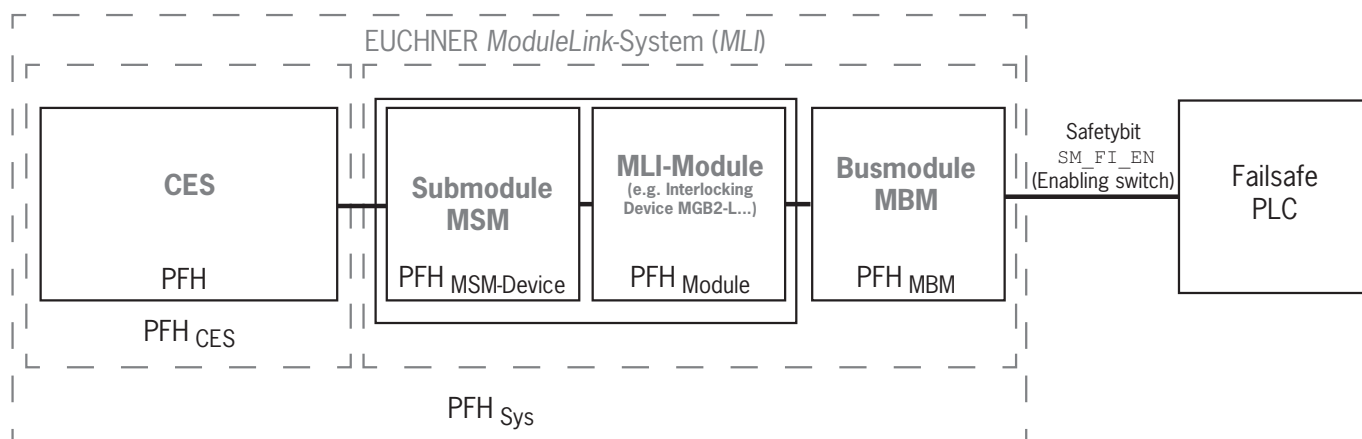 EUCHNER ModuleLink-System (MLI)
CES
PFH
PFH CES
Submodule
MSM
PFH MSM-Device
MLI-Module
(e.g. Interlocking
Device MGB2-L...)
PFH Module
Busmodule
MBM
PFH MBM
Safetybit
SM_FI_EN
(Enabling switch)
Failsafe
PLC
PFH Sys